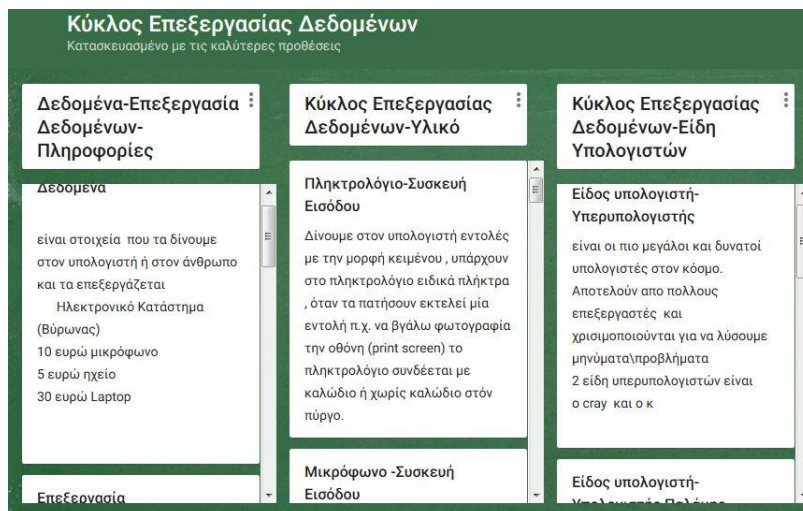 Κύκλος Επεξεργασίας Δεδομένων
Κατασκευασμένο με τις καλύτερες προθέσεις
Δεδομένα-Επεξεργασία
Δεδομένων-
Πληροφορίες
Δεδομένα
είναι στοιχεία που τα δίνουμε
στον υπολογιστή ή στον άνθρωπο
και τα επεξεργάζεται
Ηλεκτρονικό Κατάστημα
(Βύρωνας)
10 ευρώ μικρόφωνο
5 ευρώ ηχείο
30 ευρώ Laptop
Επεξεργασία
Κύκλος Επεξεργασίας
Δεδομένων-Υλικό
Πληκτρολόγιο-Συσκευή
Εισόδου
Δίνουμε στον υπολογιστή εντολές
με την μορφή κειμένου , υπάρχουν
στο πληκτρολόγιο ειδικά πλήκτρα
, όταν τα πατήσουν εκτελεί μία
εντολή π.χ. να βγάλω φωτογραφία
την οθόνη (print screen) το
πληκτρολόγιο συνδέεται με
καλώδιο ή χωρίς καλώδιο στόν
πύργο.
Μικρόφωνο -Συσκευή
Εισόδου
Κύκλος Επεξεργασίας
Δεδομένων-Είδη
Υπολογιστών
Είδος υπολογιστή-
Υπερυπολογιστής
είναι οι πιο μεγάλοι και δυνατοί
υπολογιστές στον κόσμο.
Αποτελούν απο πολλους
επεξεργαστές και
χρισιμοποιούνται για να λύσουμε
μηνύματα\προβλήματα
2 είδη υπερυπολογιστών είναι
ο cray και ο κ
Είδος υπολογιστή-
Υπολογιστής Παλάμης